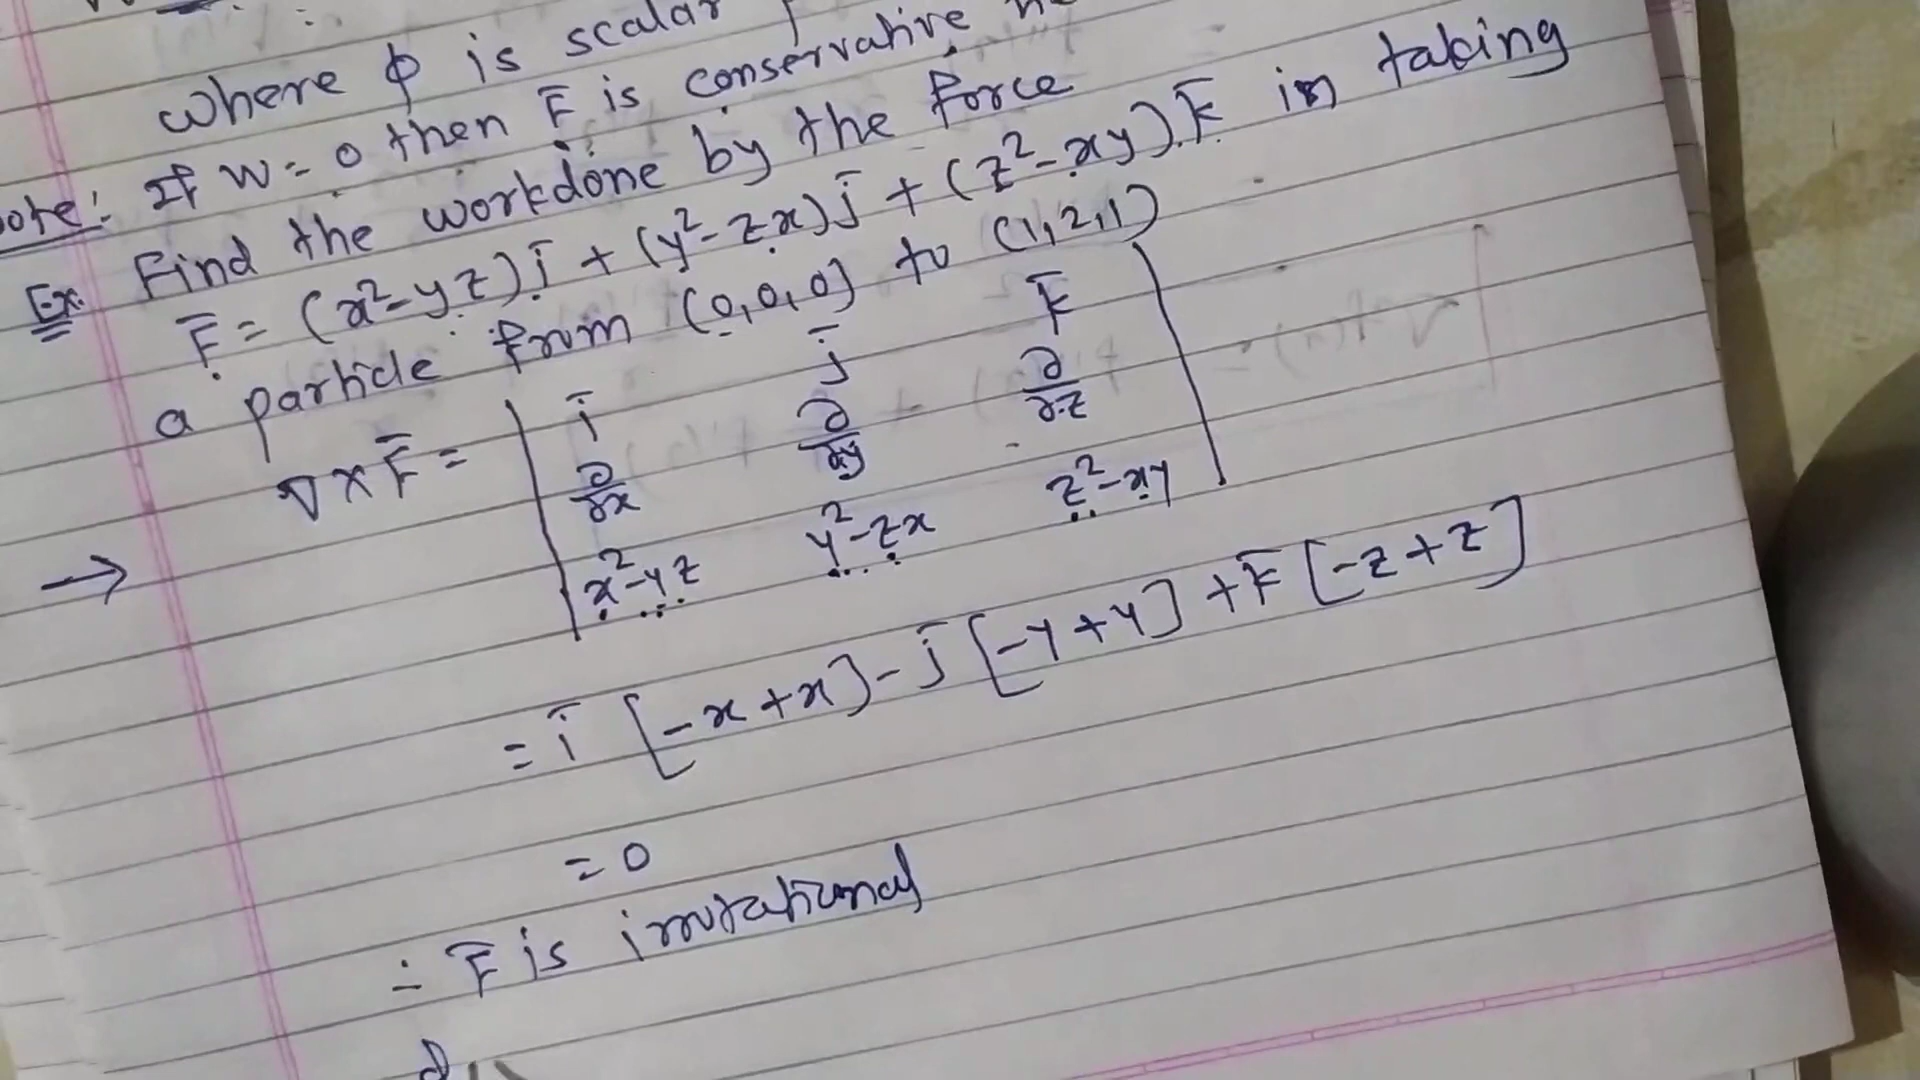 where ϕ is scalar
Note: If W = 0 then F̄ is conservative
Ex. Find the workdone by the force
F̄ = (x²-yz)ī + (y²-zx)j̄ + (z²-xy).k̄ in taking
a particle from (0,0,0) to (1,2,1)
→ ∇×F̄ = | ī j̄ k̄ |
| ∂/∂x ∂/∂y ∂/∂z |
| x²-yz y²-zx z²-xy |
= ī [-x+x] - j̄ [-y+y] + k̄ [-z+z]
= 0
∴ F̄ is irrotational